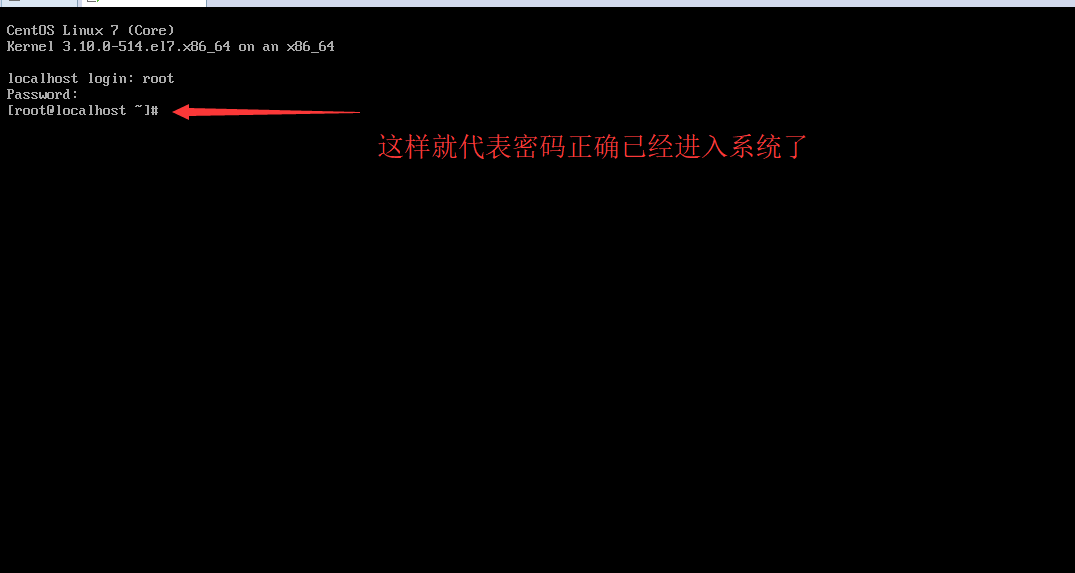 CentOS Linux 7 (Core)
Kernel 3.10.0-514.el7.x86_64 on an x86_64
localhost login: root
Password:
[root@localhost ~]#
这样就代表密码正确已经进入系统了